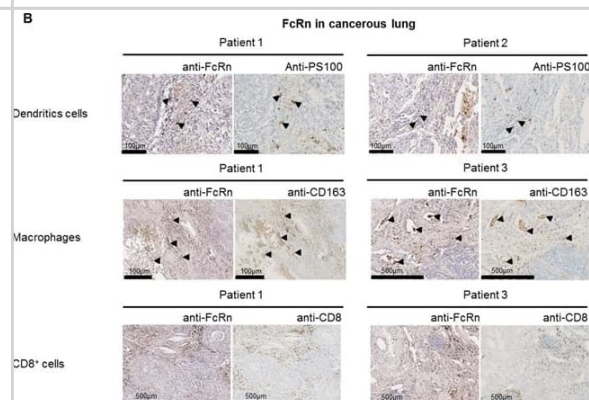 B
FcRn in cancerous lung
Patient 1 Patient 2
anti-FcRn Anti-PS100 anti-FcRn Anti-PS100
Dendritics cells
100µm 100µm 100µm 100µm
Patient 1 Patient 3
anti-FcRn anti-CD163 anti-FcRn anti-CD163
Macrophages
100µm 100µm 500µm 500µm
Patient 1 Patient 3
anti-FcRn anti-CD8 anti-FcRn anti-CD8
CD8⁺ cells
500µm 500µm 500µm 500µm